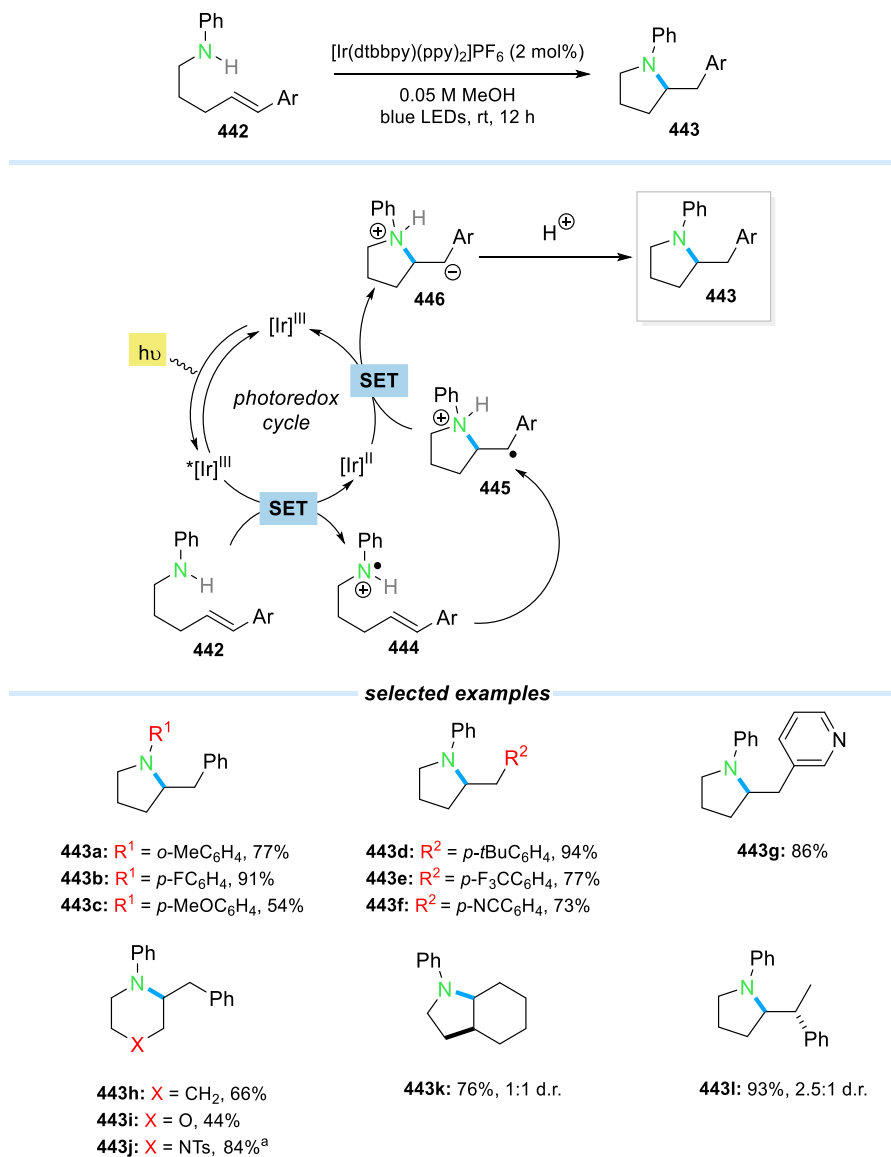 Ph
N
H
Ar
442
[Ir(dtbbpy)(ppy)2]PF6 (2 mol%)
0.05 M MeOH
blue LEDs, rt, 12 h
Ph
N
Ar
443
Ph
H
⊕
N
Ar
⊖
446
H⊕
Ph
N
Ar
443
hυ
[Ir]III
SET
photoredox
cycle
*[Ir]III
[Ir]II
Ph
H
⊕
N
Ar
•
445
SET
Ph
N
H
Ar
442
Ph
N•
⊕
H
Ar
444
selected examples
R1
N
Ph
443a: R1 = o-MeC6H4, 77%
443b: R1 = p-FC6H4, 91%
443c: R1 = p-MeOC6H4, 54%
Ph
N
R2
443d: R2 = p-tBuC6H4, 94%
443e: R2 = p-F3CC6H4, 77%
443f: R2 = p-NCC6H4, 73%
Ph
N
N
443g: 86%
Ph
N
Ph
X
443h: X = CH2, 66%
443i: X = O, 44%
443j: X = NTs, 84%a
Ph
N
443k: 76%, 1:1 d.r.
Ph
N
Ph
443l: 93%, 2.5:1 d.r.